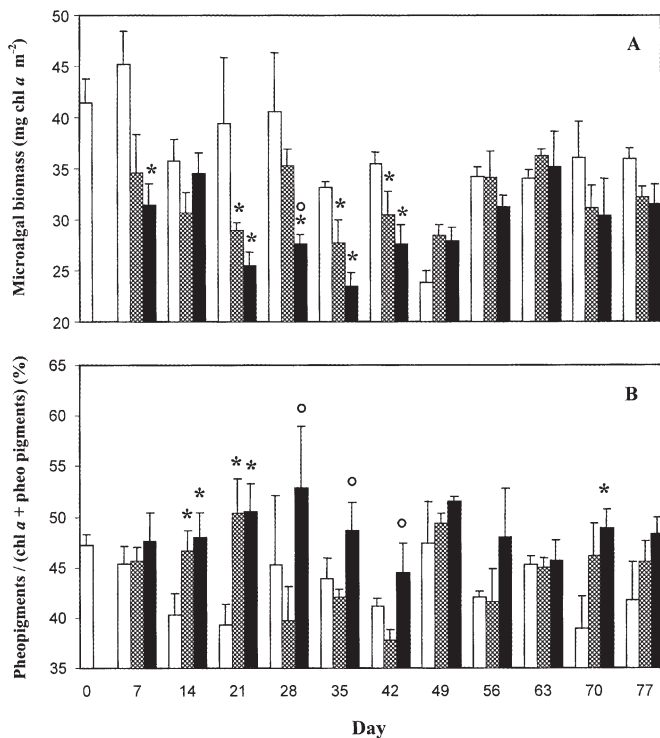 A
Microalgal biomass (mg chl a m⁻²)
50
45
40
35
30
25
20
*
*
*
o
*
*
*
*
*
B
Pheopigments / (chl a + pheo pigments) (%)
65
60
55
50
45
40
35
*
*
*
*
o
o
o
*
0 7 14 21 28 35 42 49 56 63 70 77
Day